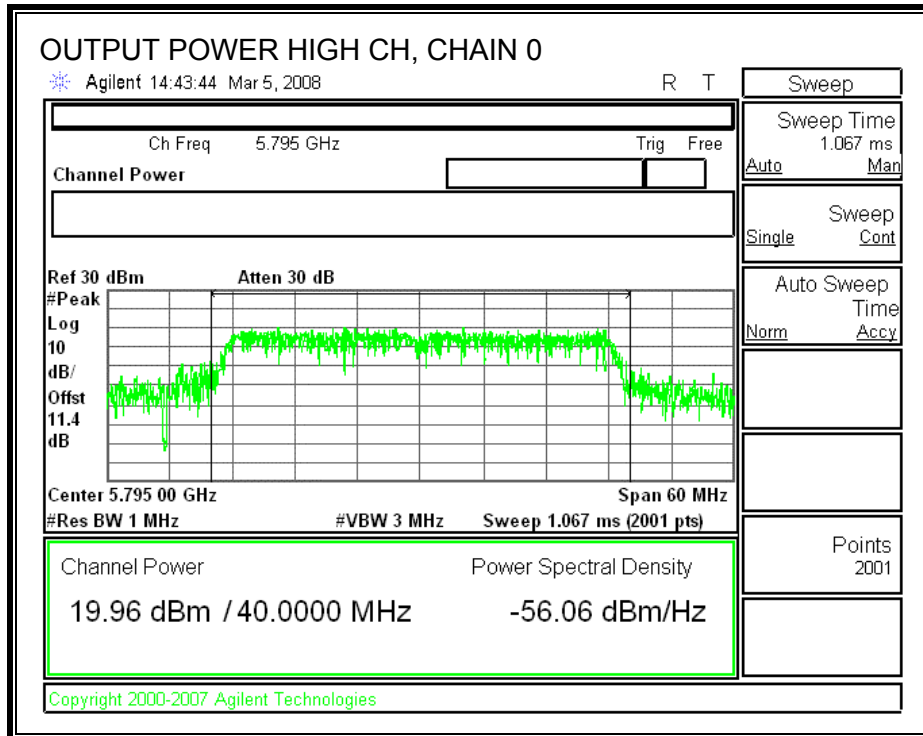 OUTPUT POWER HIGH CH, CHAIN 0
Agilent 14:43:44 Mar 5, 2008 R T
Ch Freq 5.795 GHz Trig Free
Channel Power
Ref 30 dBm Atten 30 dB
#Peak
Log
10
dB/
Offst
11.4
dB
Center 5.795 00 GHz Span 60 MHz
#Res BW 1 MHz #VBW 3 MHz Sweep 1.067 ms (2001 pts)
Channel Power Power Spectral Density
19.96 dBm / 40.0000 MHz -56.06 dBm/Hz
Copyright 2000-2007 Agilent Technologies
Sweep
Sweep Time
1.067 ms
Auto Man
Sweep
Single Cont
Auto Sweep
Time
Norm Accy
Points
2001